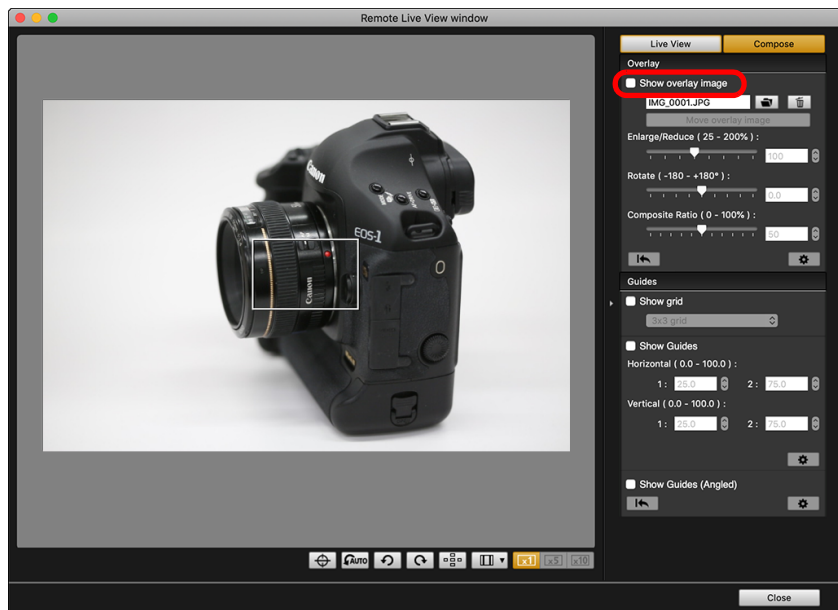 Remote Live View window
Live View
Compose
Overlay
Show overlay image
IMG_0001.JPG
Move overlay image
Enlarge/Reduce ( 25 - 200% ) :
100
Rotate ( -180 - +180° ) :
0.0
Composite Ratio ( 0 - 100% ) :
50
Guides
Show grid
3x3 grid
Show Guides
Horizontal ( 0.0 - 100.0 ) :
1 : 25.0 2 : 75.0
Vertical ( 0.0 - 100.0 ) :
1 : 25.0 2 : 75.0
Show Guides (Angled)
Canon
EOS-1
Canon
AUTO
x1 x5 x10
Close